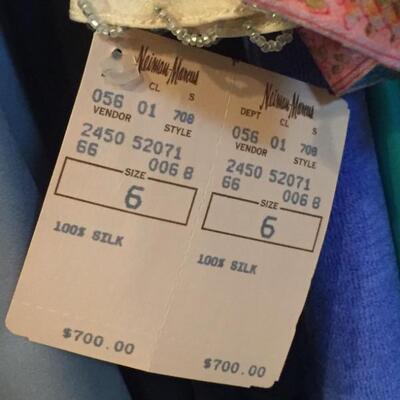 Neiman-Marcus
CL S
056 01 708
VENDOR STYLE
2450 52071
66 006 8
SIZE
6
100% SILK
$700.00
Neiman-Marcus
DEPT CL S
056 01 708
VENDOR STYLE
2450 52071
66 006 8
SIZE
6
100% SILK
$700.00